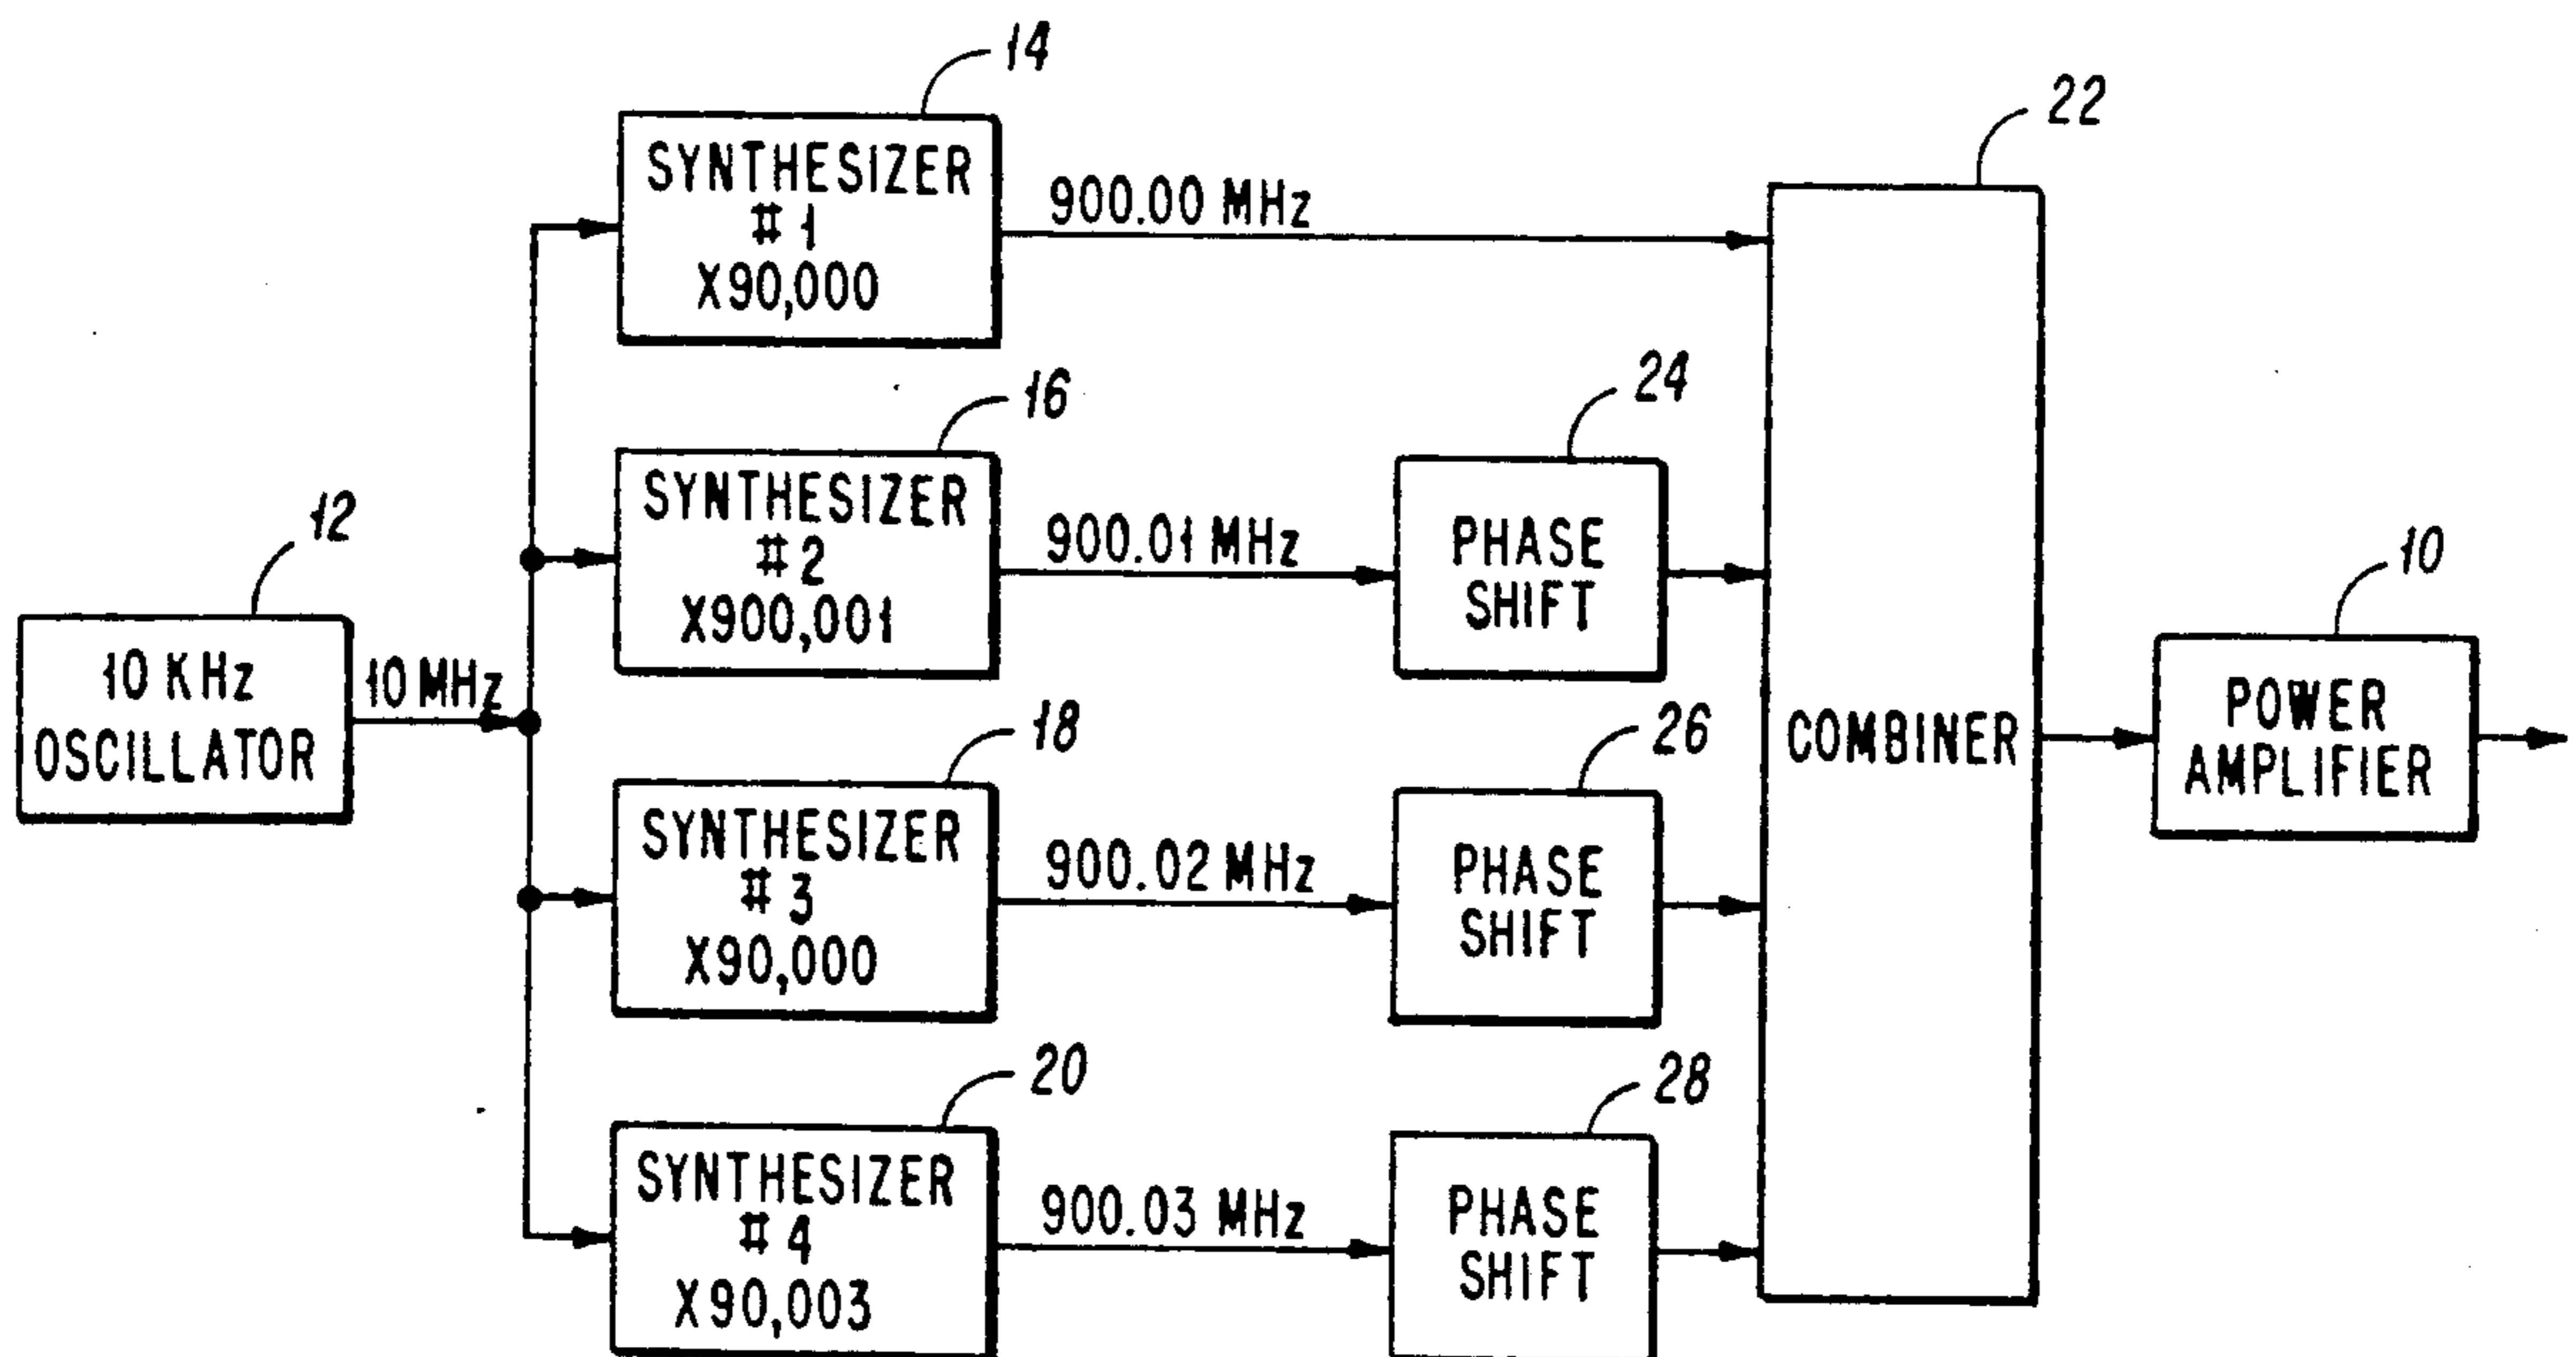 14
SYNTHESIZER
#1
X90,000
900.00 MHz
22
16
SYNTHESIZER
#2
X900,001
900.01 MHz
24
PHASE
SHIFT
12
10 KHz
OSCILLATOR
10 MHz
18
SYNTHESIZER
#3
X90,000
900.02 MHz
26
PHASE
SHIFT
COMBINER
10
POWER
AMPLIFIER
20
SYNTHESIZER
#4
X90,003
900.03 MHz
28
PHASE
SHIFT